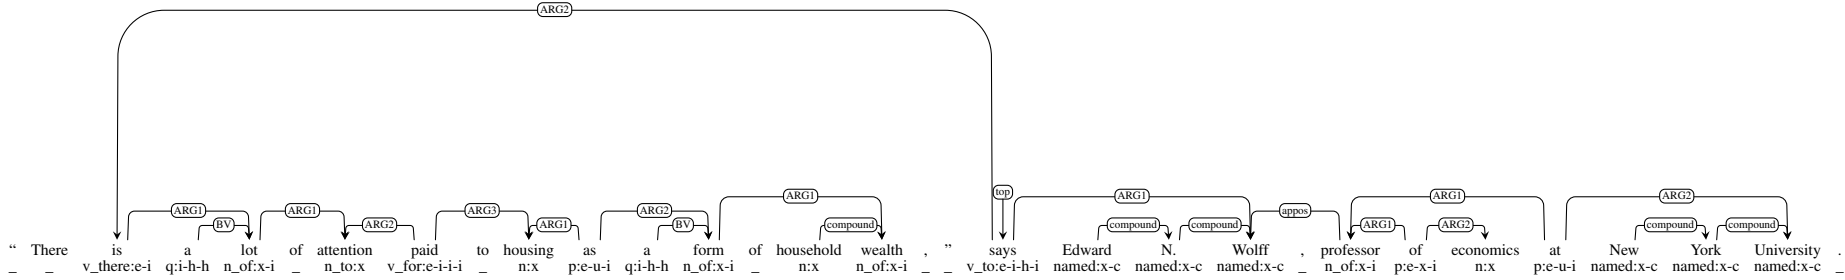 ARG2
top
ARG1 ARG1 ARG3 ARG2 ARG1 ARG1 appos ARG1 ARG2
BV ARG2 ARG1 BV compound compound compound ARG1 ARG2 compound compound
“ There is a lot of attention paid to housing as a form of household wealth , ” says Edward N. Wolff , professor of economics at New York University .
_ _ v_there:e-i q:i-h-h n_of:x-i _ n_to:x v_for:e-i-i-i _ n:x p:e-u-i q:i-h-h n_of:x-i _ n:x n_of:x-i _ _ v_to:e-i-h-i named:x-c named:x-c named:x-c _ n_of:x-i p:e-x-i n:x p:e-u-i named:x-c named:x-c named:x-c _